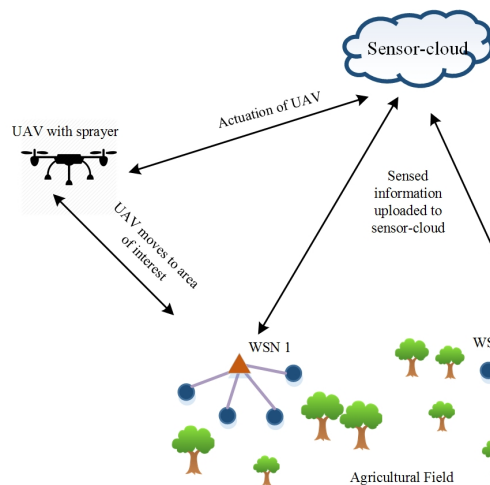 Sensor-cloud
Actuation of UAV
UAV with sprayer
Sensed
information
uploaded to
sensor-cloud
UAV moves to area
of interest
WSN 1
WS
Agricultural Field